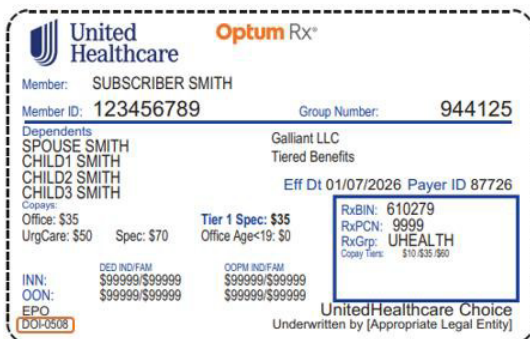 United
Healthcare
Optum Rx®
Member: SUBSCRIBER SMITH
Member ID: 123456789 Group Number: 944125
Dependents
SPOUSE SMITH
CHILD1 SMITH
CHILD2 SMITH
CHILD3 SMITH
Galliant LLC
Tiered Benefits
Eff Dt 01/07/2026 Payer ID 87726
Copays:
Office: $35 Tier 1 Spec: $35
UrgCare: $50 Spec: $70 Office Age<19: $0
RxBIN: 610279
RxPCN: 9999
RxGrp: UHEALTH
Copay Tiers: $10 /$35 /$60
DED IND/FAM OOPM IND/FAM
INN: $99999/$99999 $99999/$99999
OON: $99999/$99999 $99999/$99999
EPO UnitedHealthcare Choice
DOI-0508 Underwritten by [Appropriate Legal Entity]